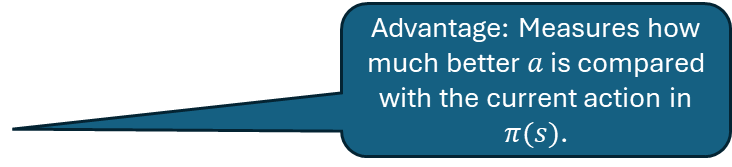 Advantage: Measures how
much better 𝑎 is compared
with the current action in
𝜋(𝑠).